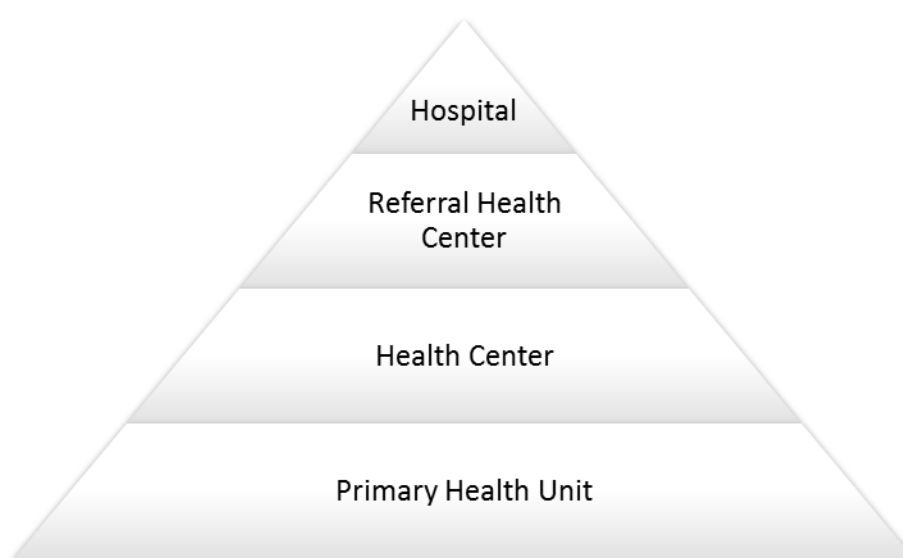 Hospital
Referral Health
Center
Health Center
Primary Health Unit